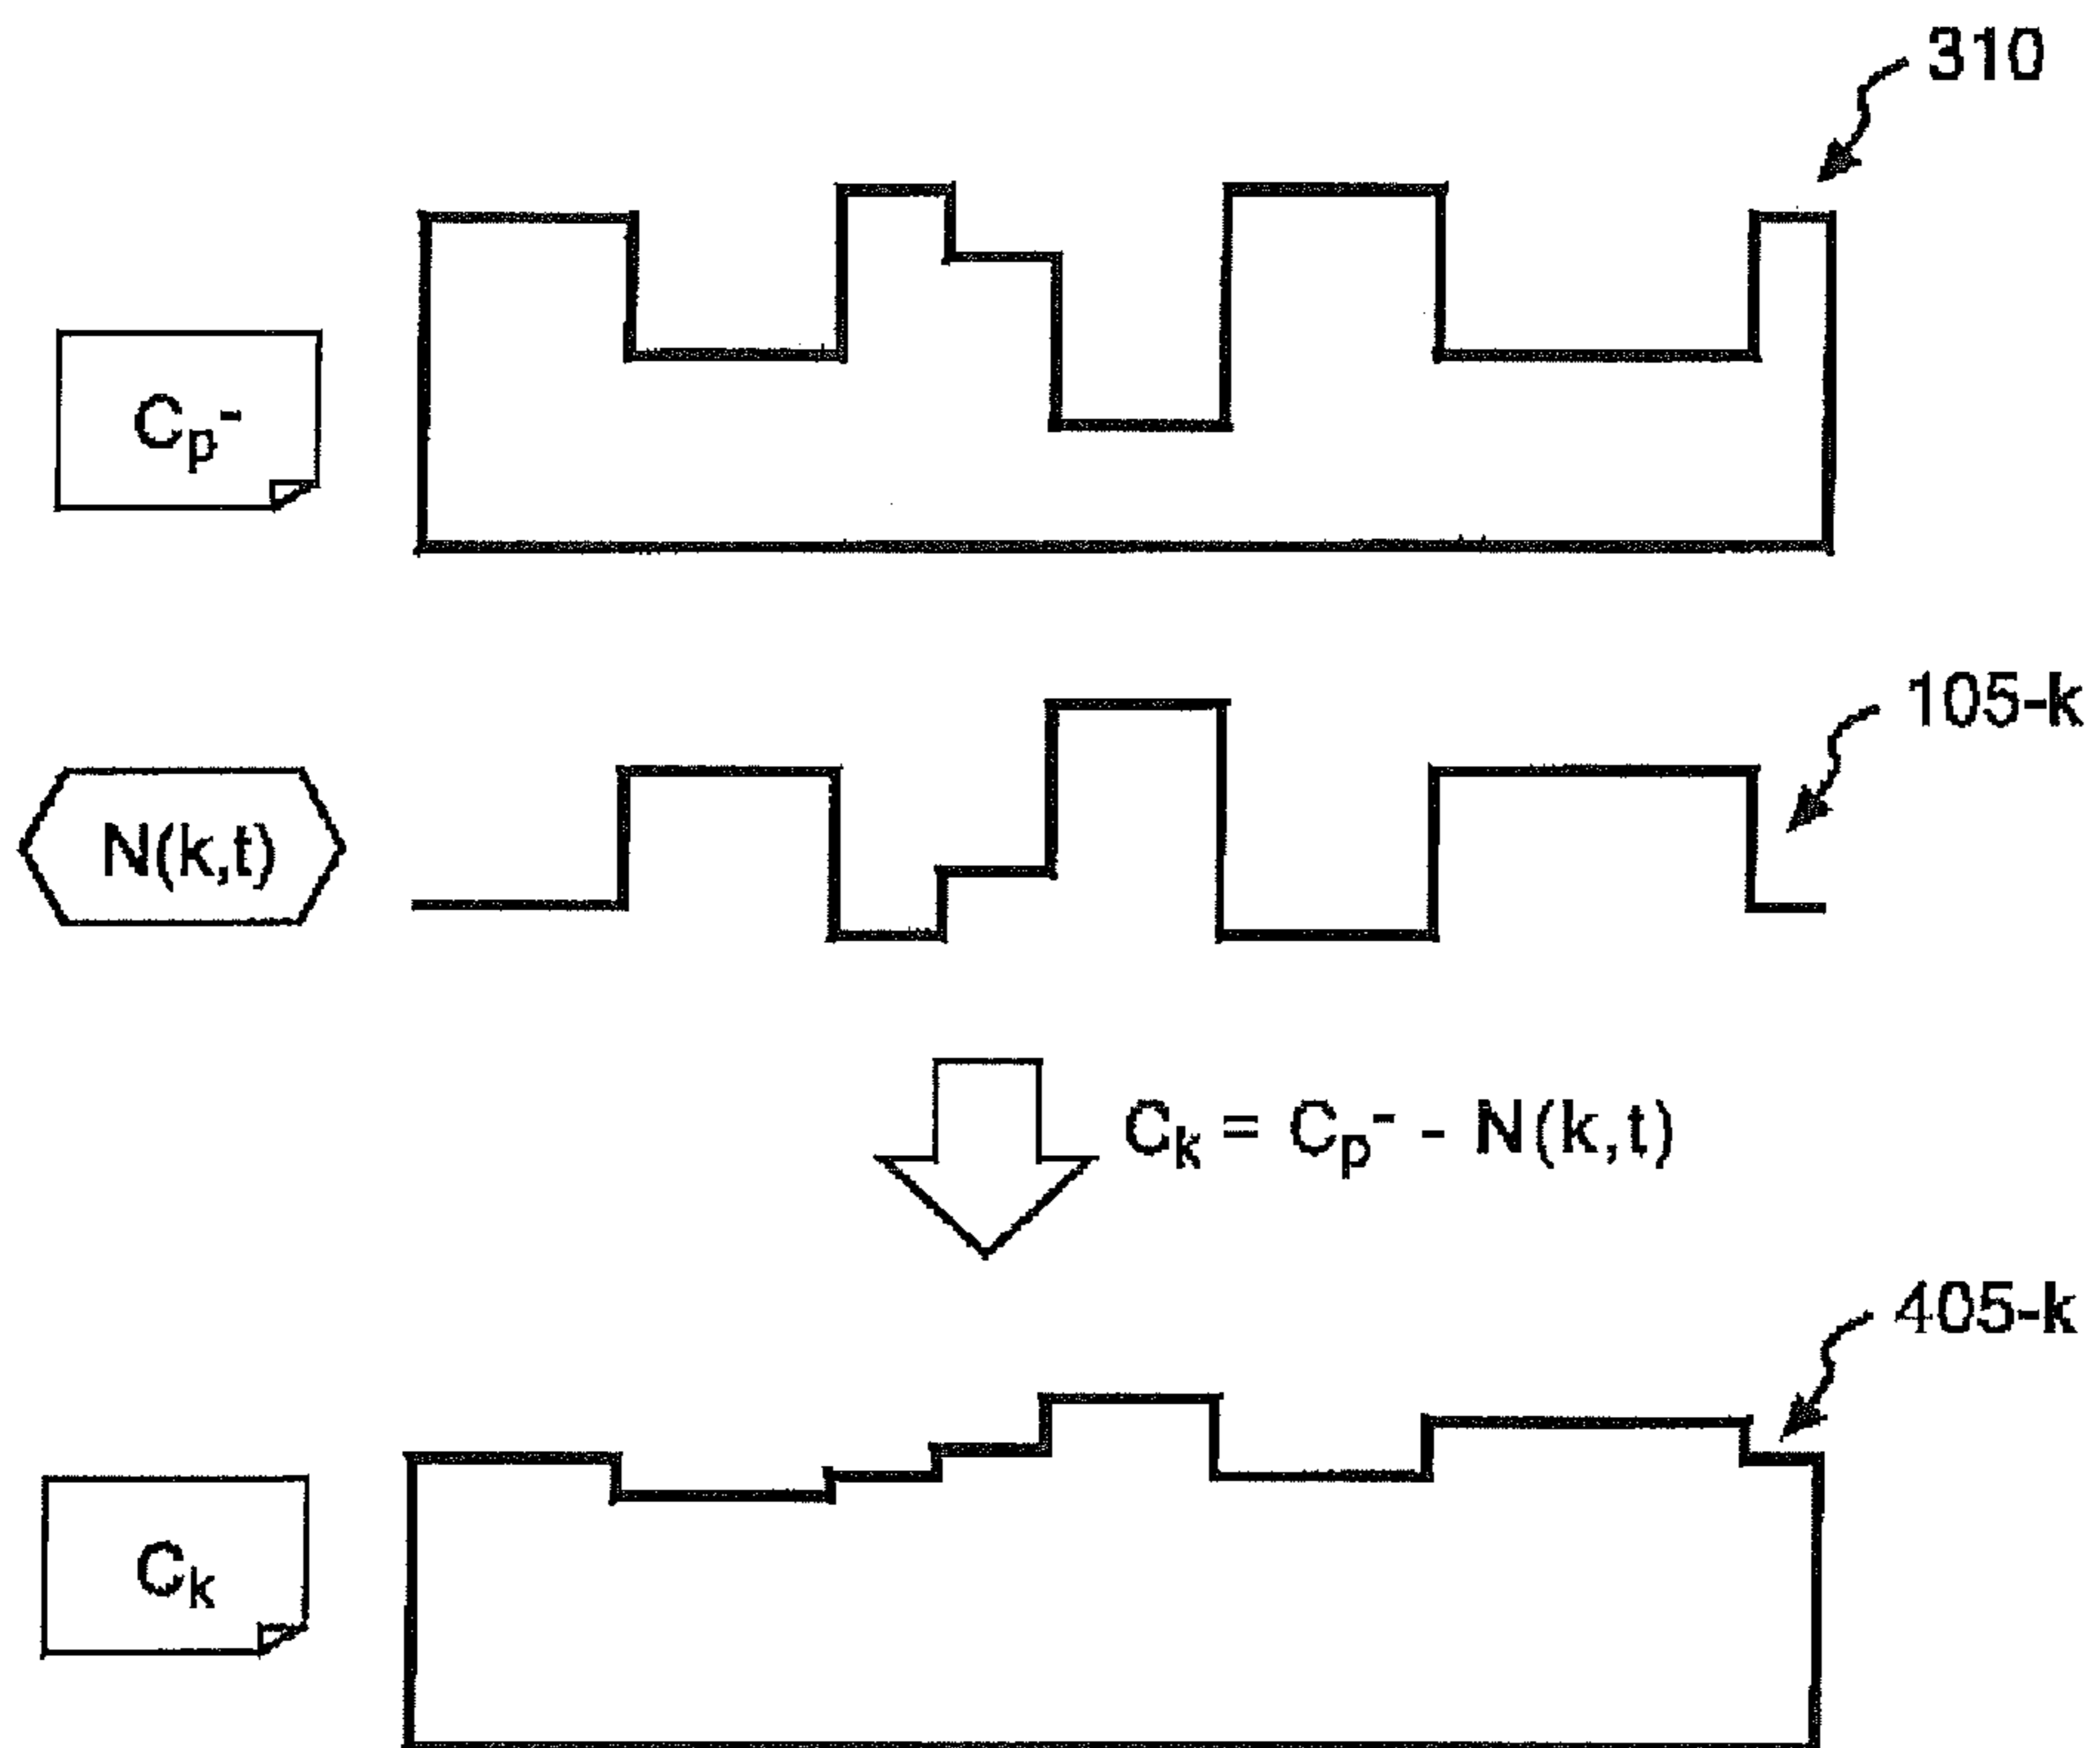 310
Cp-
105-k
N(k,t)
Ck = Cp- - N(k,t)
405-k
Ck